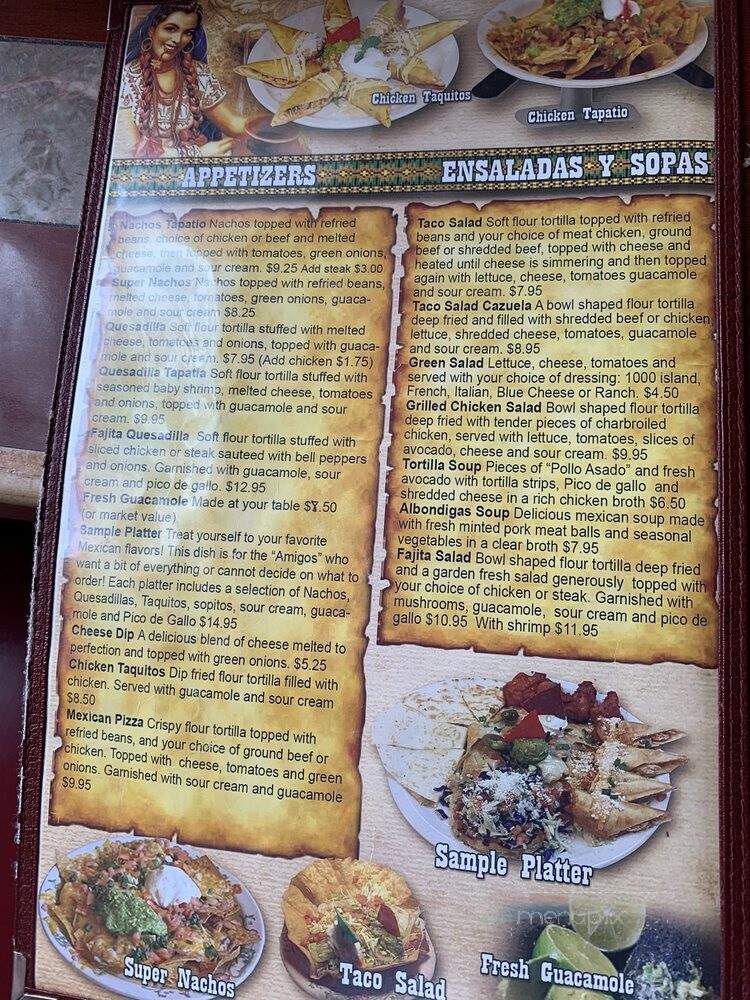 Chicken Taquitos
Chicken Tapatio
APPETIZERS
ENSALADAS Y SOPAS
Nachos Tapatio Nachos topped with refried
beans, choice of chicken or beef and melted
cheese, then topped with tomatoes, green onions,
guacamole and sour cream. $9.25 Add steak $3.00
Super Nachos Nachos topped with refried beans,
melted cheese, tomatoes, green onions, guaca-
mole and sour cream $8.25
Quesadilla Soft flour tortilla stuffed with melted
cheese, tomatoes and onions, topped with guaca-
mole and sour cream. $7.95 (Add chicken $1.75)
Quesadilla Tapatia Soft flour tortilla stuffed with
seasoned baby shrimp, melted cheese, tomatoes
and onions, topped with guacamole and sour
cream. $9.95
Fajita Quesadilla Soft flour tortilla stuffed with
sliced chicken or steak sauteed with bell peppers
and onions. Garnished with guacamole, sour
cream and pico de gallo. $12.95
Fresh Guacamole Made at your table
(or market value)
Sample Platter Treat yourself to your favorite
Mexican flavors! This dish is for the "Amigos" who
want a bit of everything or cannot decide on what to
order! Each platter includes a selection of Nachos,
Quesadillas, Taquitos, sopitos, sour cream, guaca-
mole and Pico de Gallo $14.95
Cheese Dip A delicious blend of cheese melted to
perfection and topped with green onions. $5.25
Chicken Taquitos Dip fried flour tortilla filled with
chicken. Served with guacamole and sour cream
$8.50
Mexican Pizza Crispy flour tortilla topped with
refried beans, and your choice of ground beef or
chicken. Topped with cheese, tomatoes and green
onions. Garnished with sour cream and guacamole
$9.95
Taco Salad Soft flour tortilla topped with refried
beans and your choice of meat chicken, ground
beef or shredded beef, topped with cheese and
heated until cheese is simmering and then topped
again with lettuce, cheese, tomatoes guacamole
and sour cream. $7.95
Taco Salad Cazuela A bowl shaped flour tortilla
deep fried and filled with shredded beef or chicken,
lettuce, shredded cheese, tomatoes, guacamole
and sour cream. $8.95
Green Salad Lettuce, cheese, tomatoes and
served with your choice of dressing: 1000 island,
French, Italian, Blue Cheese or Ranch. $4.50
Grilled Chicken Salad Bowl shaped flour tortilla
deep fried with tender pieces of charbroiled
chicken, served with lettuce, tomatoes, slices of
avocado, cheese and sour cream. $9.95
Tortilla Soup Pieces of "Pollo Asado" and fresh
avocado with tortilla strips, Pico de gallo and
shredded cheese in a rich chicken broth $6.50
Albondigas Soup Delicious mexican soup made
with fresh minted pork meat balls and seasonal
vegetables in a clear broth $7.95
Fajita Salad Bowl shaped flour tortilla deep fried
and a garden fresh salad generously topped with
your choice of chicken or steak. Garnished with
mushrooms, guacamole, sour cream and pico de
gallo $10.95 With shrimp $11.95
Sample Platter
menupix
Super Nachos
Taco Salad
Fresh Guacamole